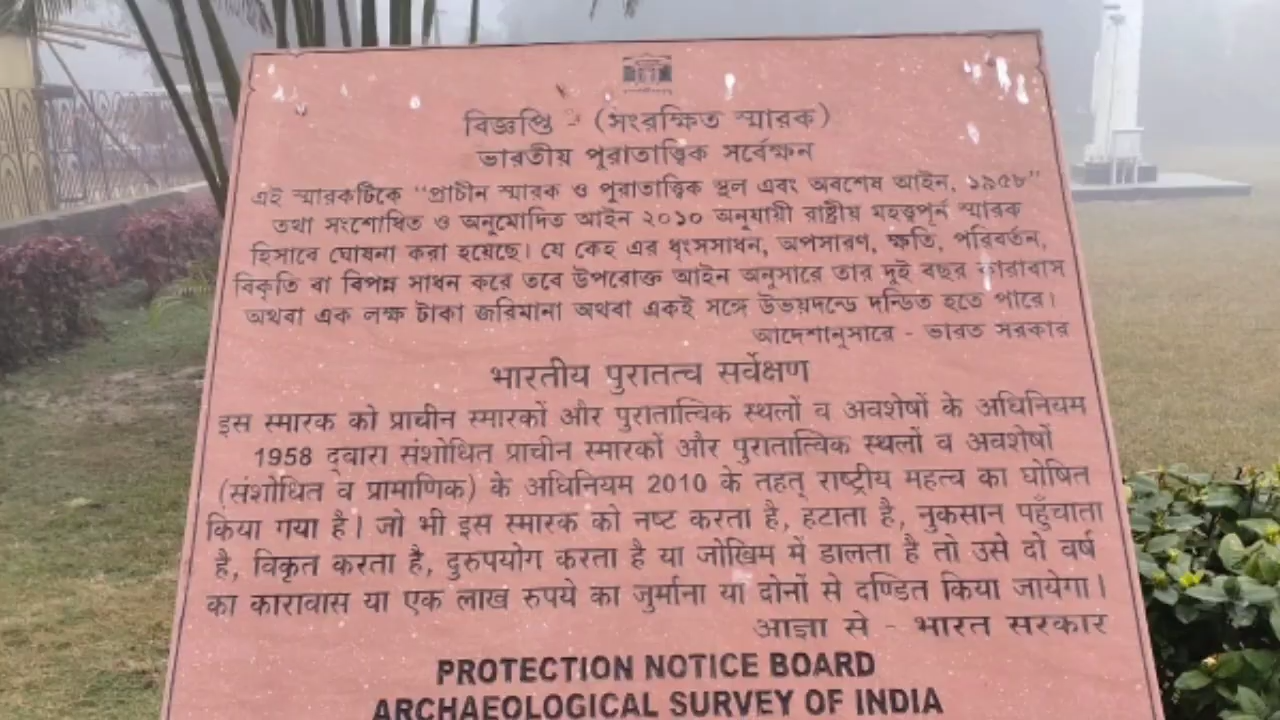 বিজ্ঞপ্তি - (সংরক্ষিত স্মারক)
ভারতীয় পুরাতাত্ত্বিক সর্বেক্ষন
এই স্মারকটিকে “প্রাচীন স্মারক ও পুরাতাত্ত্বিক স্থল এবং অবশেষ আইন, ১৯৫৮”
তথা সংশোধিত ও অনুমোদিত আইন ২০১০ অনুযায়ী রাষ্ট্রীয় মহত্ত্বপূর্ন স্মারক
হিসাবে ঘোষনা করা হয়েছে। যে কেহ এর ধ্বংসসাধন, অপসারণ, ক্ষতি, পরিবর্তন,
বিকৃতি বা বিপন্ন সাধন করে তবে উপরোক্ত আইন অনুসারে তার দুই বছর কারাবাস
অথবা এক লক্ষ টাকা জরিমানা অথবা একই সঙ্গে উভয়দন্ডে দন্ডিত হতে পারে।
আদেশানুসারে - ভারত সরকার
भारतीय पुरातत्व सर्वेक्षण
इस स्मारक को प्राचीन स्मारकों और पुरातात्विक स्थलों व अवशेषों के अधिनियम
1958 द्वारा संशोधित प्राचीन स्मारकों और पुरातात्विक स्थलों व अवशेषों
(संशोधित व प्रामाणिक) के अधिनियम 2010 के तहत् राष्ट्रीय महत्व का घोषित
किया गया है। जो भी इस स्मारक को नष्ट करता है, हटाता है, नुकसान पहुँचाता
है, विकृत करता है, दुरुपयोग करता है या जोखिम में डालता है तो उसे दो वर्ष
का कारावास या एक लाख रुपये का जुर्माना या दोनों से दण्डित किया जायेगा।
आज्ञा से - भारत सरकार
PROTECTION NOTICE BOARD
ARCHAEOLOGICAL SURVEY OF INDIA